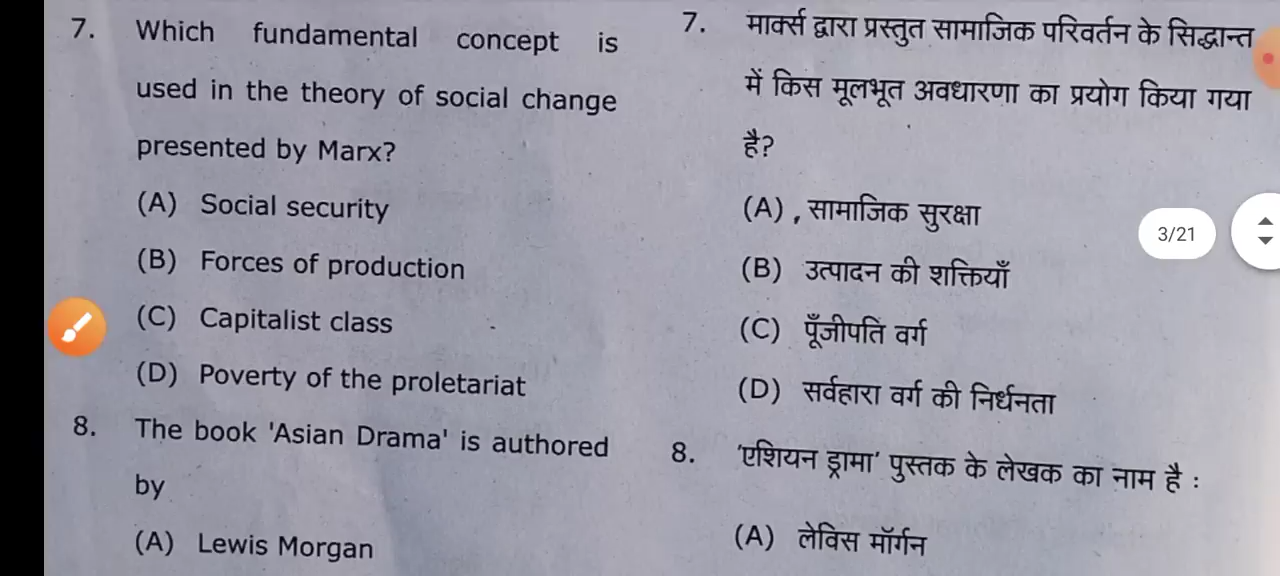 7. Which fundamental concept is
used in the theory of social change
presented by Marx?
(A) Social security
(B) Forces of production
(C) Capitalist class
(D) Poverty of the proletariat
8. The book 'Asian Drama' is authored
by
(A) Lewis Morgan
7. मार्क्स द्वारा प्रस्तुत सामाजिक परिवर्तन के सिद्धान्त
में किस मूलभूत अवधारणा का प्रयोग किया गया
है?
(A) सामाजिक सुरक्षा
(B) उत्पादन की शक्तियाँ
(C) पूँजीपति वर्ग
(D) सर्वहारा वर्ग की निर्धनता
8. 'एशियन ड्रामा' पुस्तक के लेखक का नाम है :
(A) लेविस मॉर्गन
3/21